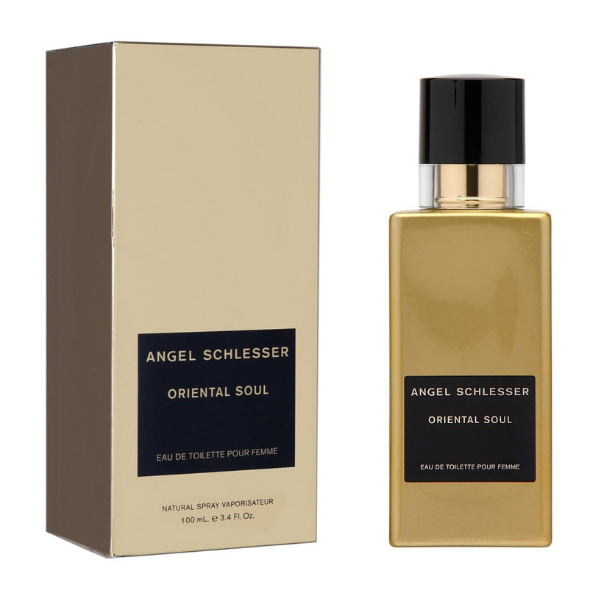 ANGEL SCHLESSER
ORIENTAL SOUL
EAU DE TOILETTE POUR FEMME
NATURAL SPRAY VAPORISATEUR
100 mL. ℮ 3.4 Fl. Oz.
ANGEL SCHLESSER
ORIENTAL SOUL
EAU DE TOILETTE POUR FEMME